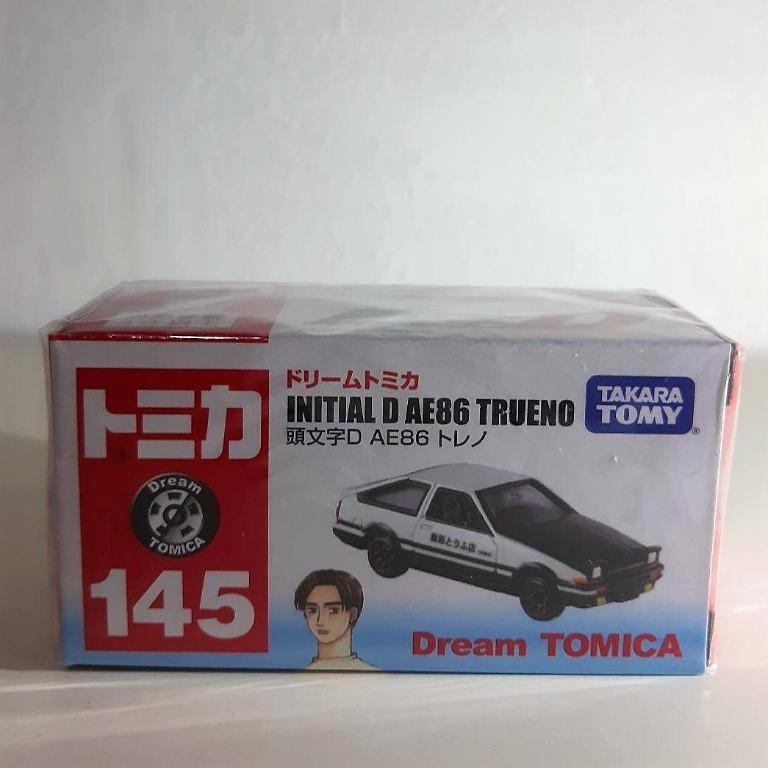 トミカ
Dream
TOMICA
145
ドリームトミカ
INITIAL D AE86 TRUENO
頭文字D AE86 トレノ
TAKARA
TOMY®
藤原とうふ店
Dream TOMICA